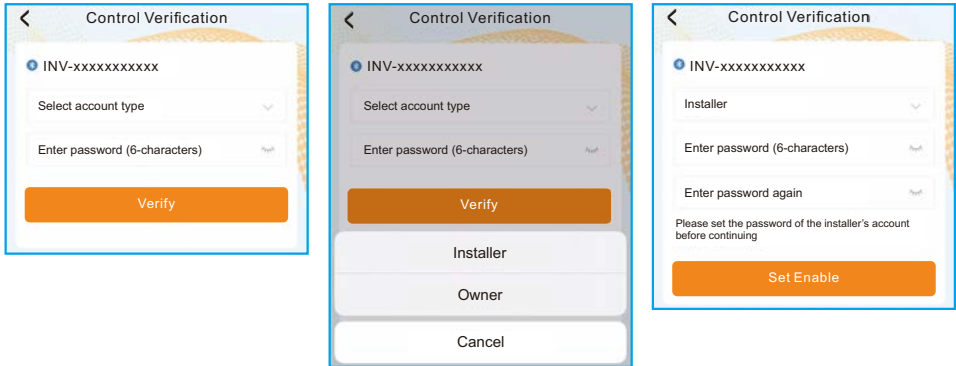 Control Verification
INV-xxxxxxxxxxx
Select account type
Enter password (6-characters)
Verify
Control Verification
INV-xxxxxxxxxxx
Select account type
Enter password (6-characters)
Verify
Installer
Owner
Cancel
Control Verification
INV-xxxxxxxxxxx
Installer
Enter password (6-characters)
Enter password again
Please set the password of the installer's account
before continuing
Set Enable